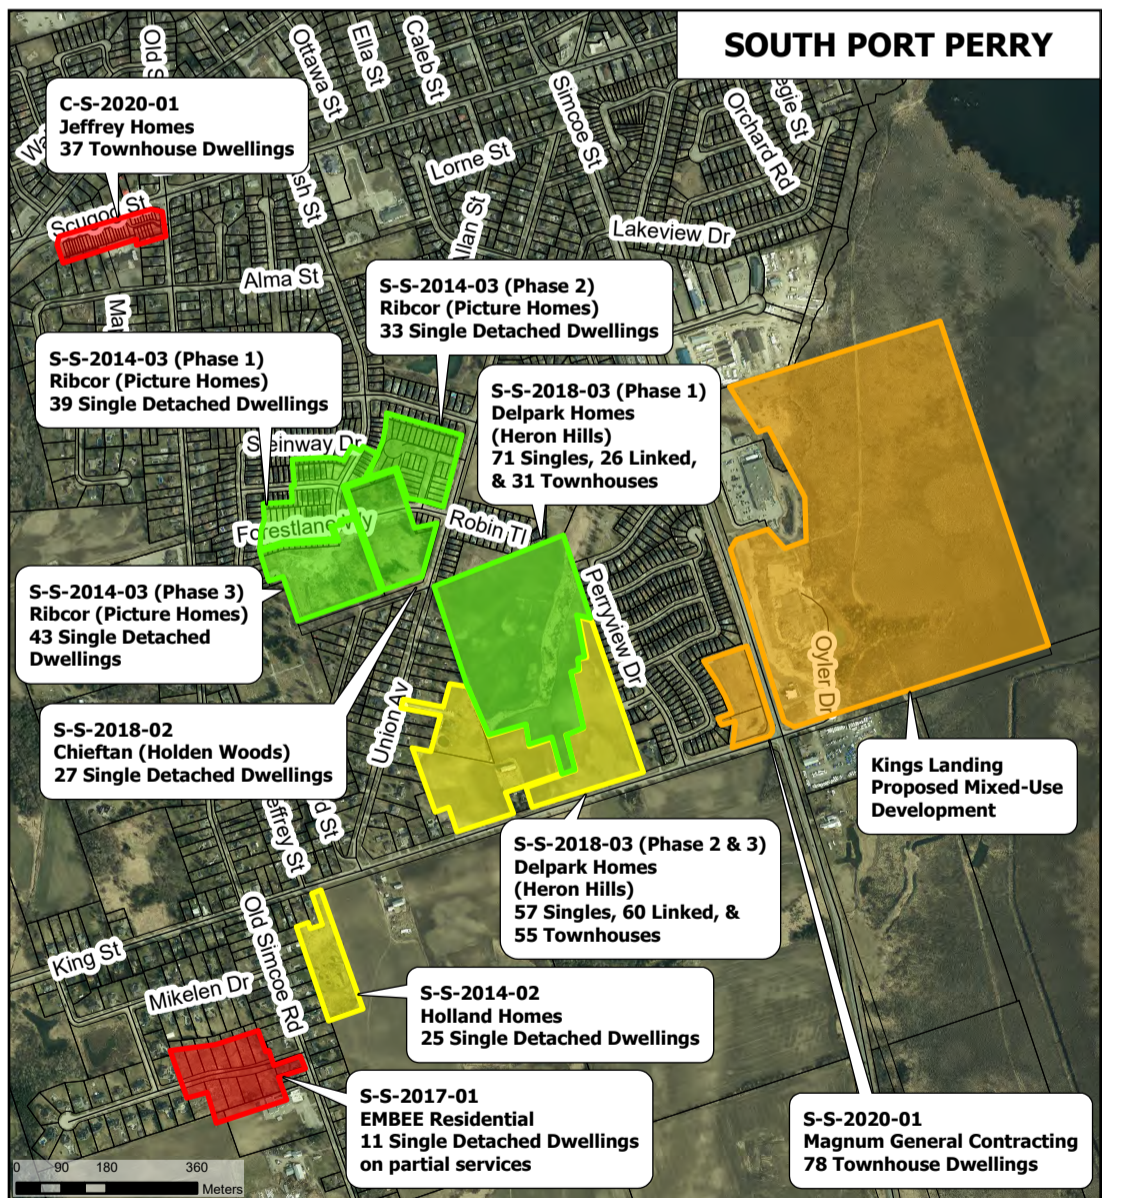 SOUTH PORT PERRY
C-S-2020-01
Jeffrey Homes
37 Townhouse Dwellings
Ottawa St
Ella St
Caleb St
Simcoe St
Orchard Rd
Lorne St
Scugog St
Lakeview Dr
Alma St
S-S-2014-03 (Phase 2)
Ribcor (Picture Homes)
33 Single Detached Dwellings
S-S-2014-03 (Phase 1)
Ribcor (Picture Homes)
39 Single Detached Dwellings
S-S-2018-03 (Phase 1)
Delpark Homes
(Heron Hills)
71 Singles, 26 Linked,
& 31 Townhouses
Steinway Dr
Robin Tl
S-S-2014-03 (Phase 3)
Ribcor (Picture Homes)
43 Single Detached
Dwellings
Perryview Dr
Oyler Dr
Union Av
S-S-2018-02
Chieftan (Holden Woods)
27 Single Detached Dwellings
Kings Landing
Proposed Mixed-Use
Development
S-S-2018-03 (Phase 2 & 3)
Delpark Homes
(Heron Hills)
57 Singles, 60 Linked, &
55 Townhouses
Old Simcoe Rd
King St
Mikelen Dr
S-S-2014-02
Holland Homes
25 Single Detached Dwellings
S-S-2017-01
EMBEE Residential
11 Single Detached Dwellings
on partial services
S-S-2020-01
Magnum General Contracting
78 Townhouse Dwellings
0 90 180 360
Meters